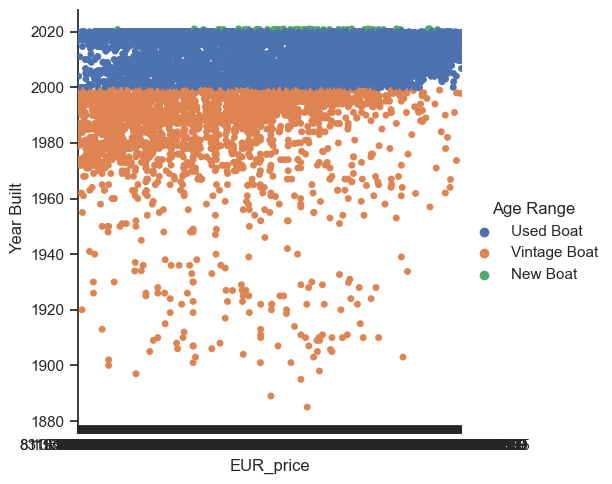 2020
2000
1980
1960
1940
1920
1900
1880
Year Built
EUR_price
Age Range
Used Boat
Vintage Boat
New Boat